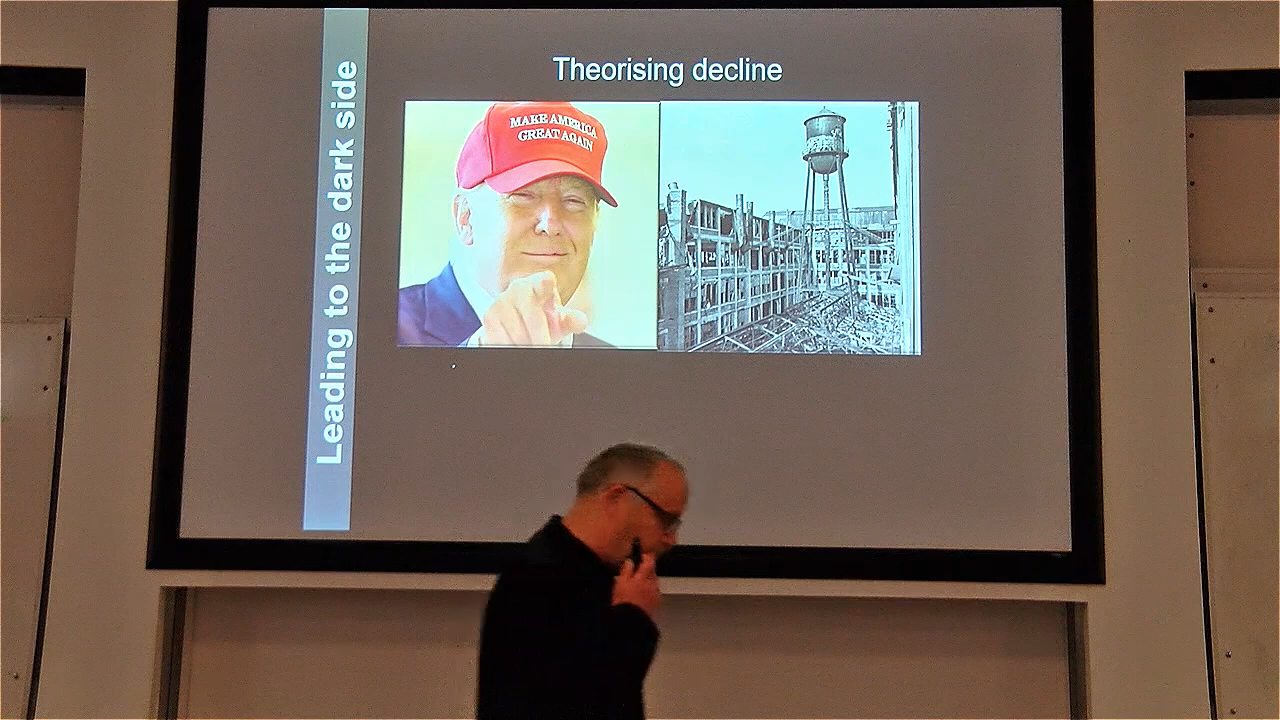 Theorising decline
MAKE AMERICA
GREAT AGAIN
Leading to the dark side